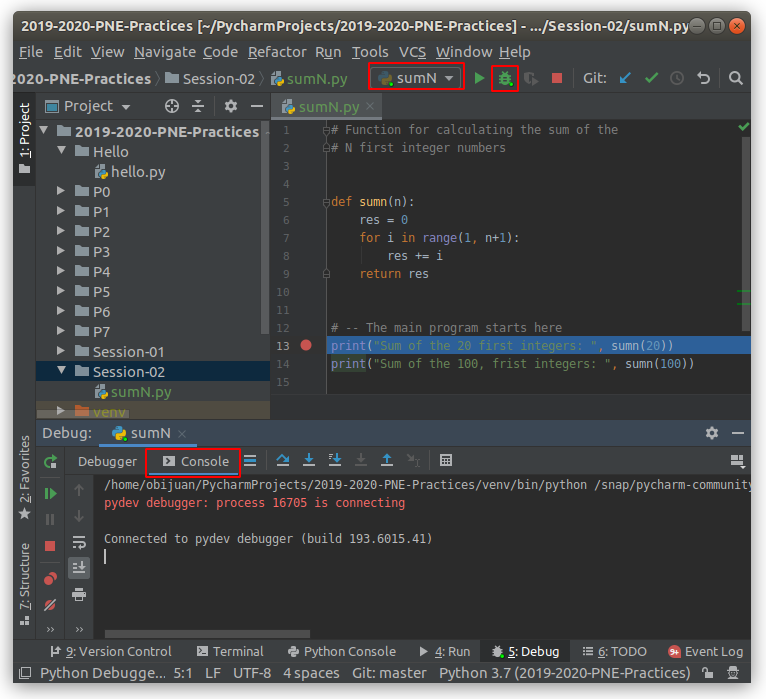 2019-2020-PNE-Practices [~/PycharmProjects/2019-2020-PNE-Practices] - .../Session-02/sumN.py
File Edit View Navigate Code Refactor Run Tools VCS Window Help
2020-PNE-Practices Session-02 sumN.py sumN Git:
1: Project
Project
sumN.py
2019-2020-PNE-Practices
Hello
hello.py
P0
P1
P2
P3
P4
P5
P6
P7
Session-01
Session-02
sumN.py
venv
1 # Function for calculating the sum of the
2 # N first integer numbers
3
4
5 def sumn(n):
6 res = 0
7 for i in range(1, n+1):
8 res += i
9 return res
10
11
12 # -- The main program starts here
13 print("Sum of the 20 first integers: ", sumn(20))
14 print("Sum of the 100, frist integers: ", sumn(100))
15
Debug: sumN
Debugger Console
2: Favorites
7: Structure
/home/obijuan/PycharmProjects/2019-2020-PNE-Practices/venv/bin/python /snap/pycharm-community
pydev debugger: process 16705 is connecting
Connected to pydev debugger (build 193.6015.41)
9: Version Control Terminal Python Console 4: Run 5: Debug 6: TODO 9+ Event Log
Python Debugge... 5:1 LF UTF-8 4 spaces Git: master Python 3.7 (2019-2020-PNE-Practices)